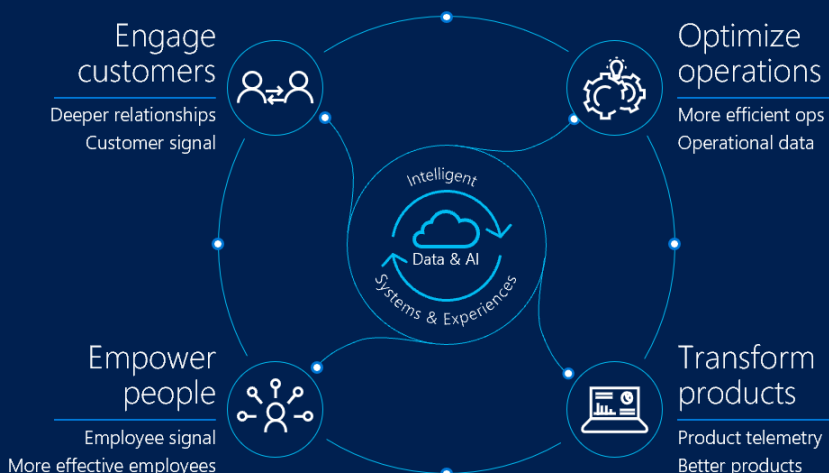 Engage
customers
Deeper relationships
Customer signal
Optimize
operations
More efficient ops
Operational data
Intelligent
Data & AI
Systems & Experiences
Empower
people
Employee signal
More effective employees
Transform
products
Product telemetry
Better products